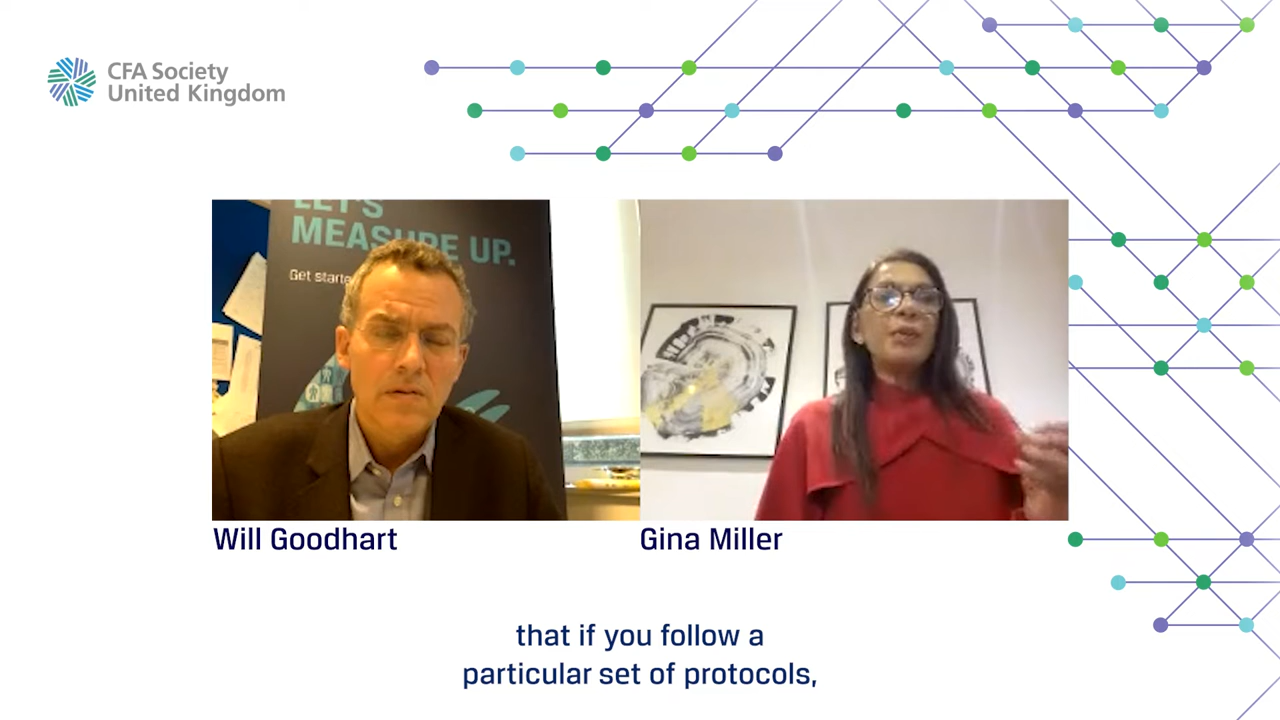 CFA Society
United Kingdom
LET'S
MEASURE UP.
Get starte
Will Goodhart
Gina Miller
that if you follow a
particular set of protocols,